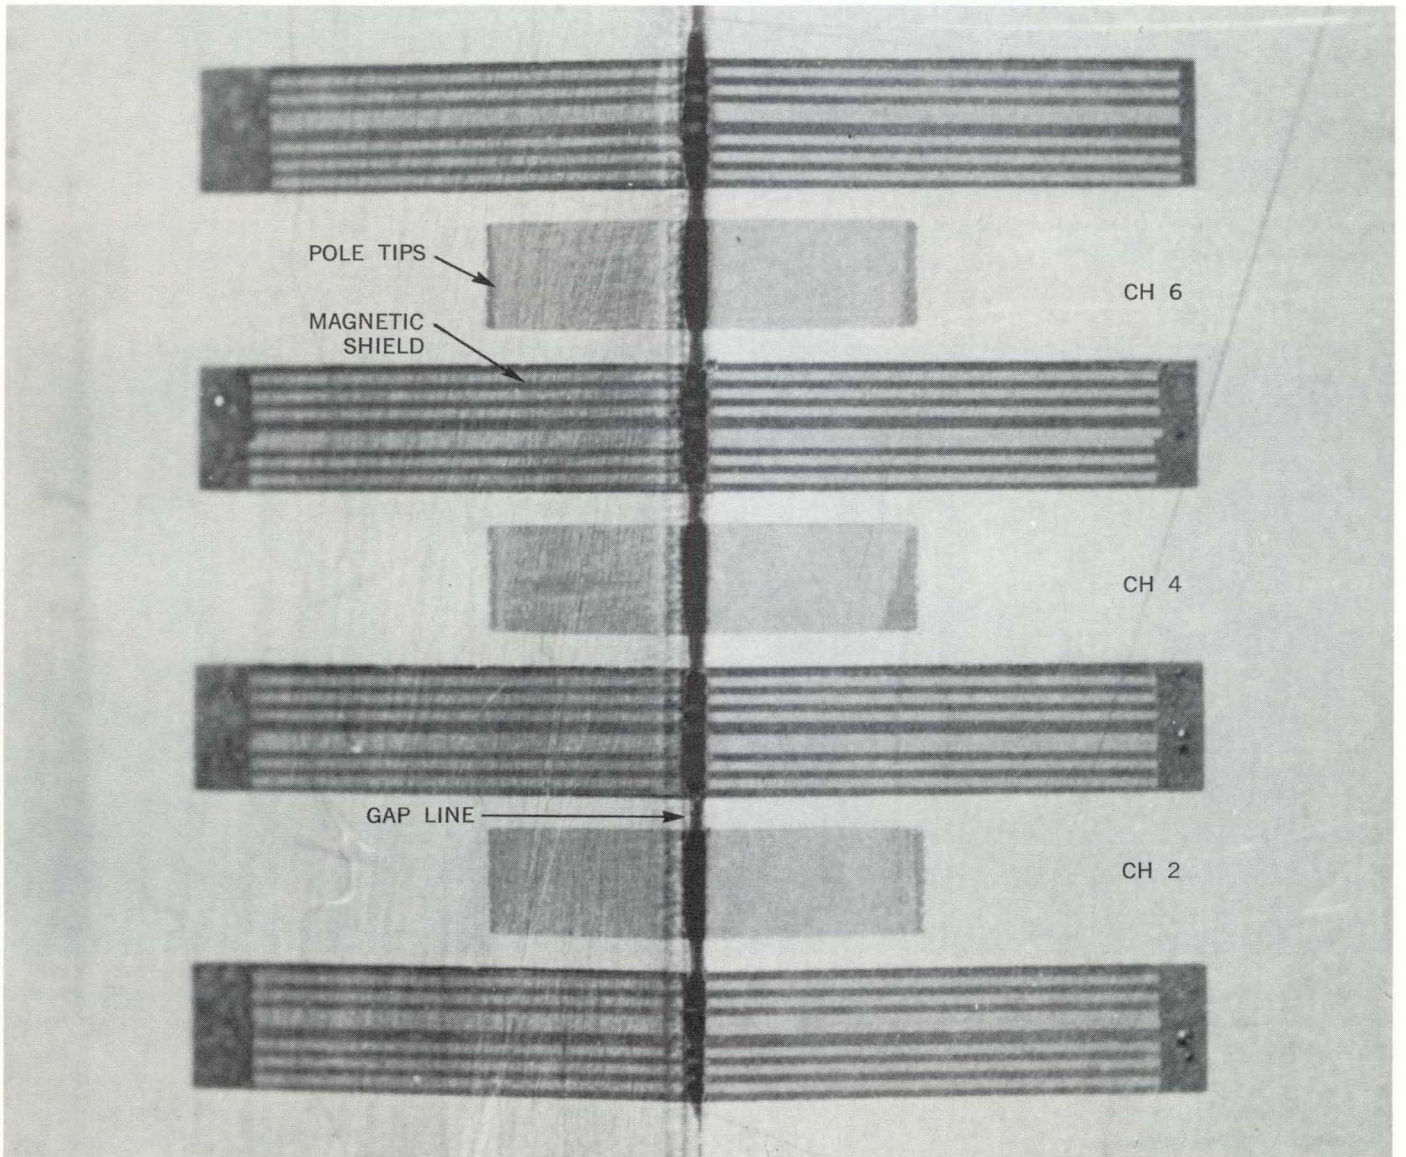 POLE TIPS
CH 6
MAGNETIC
SHIELD
CH 4
GAP LINE
CH 2